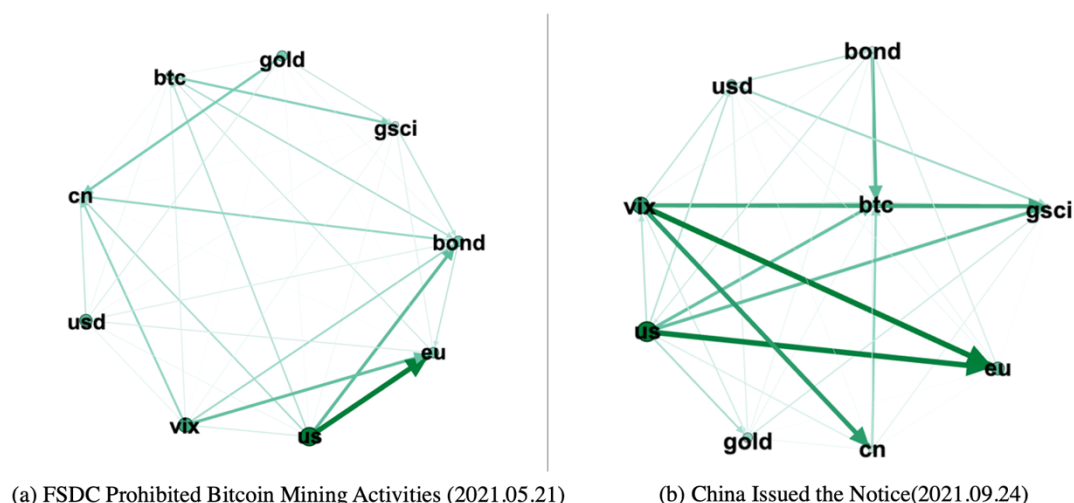 gold
btc
gsci
cn
bond
usd
eu
vix
us
(a) FSDC Prohibited Bitcoin Mining Activities (2021.05.21)
bond
usd
vix
btc
gsci
us
eu
gold
cn
(b) China Issued the Notice(2021.09.24)